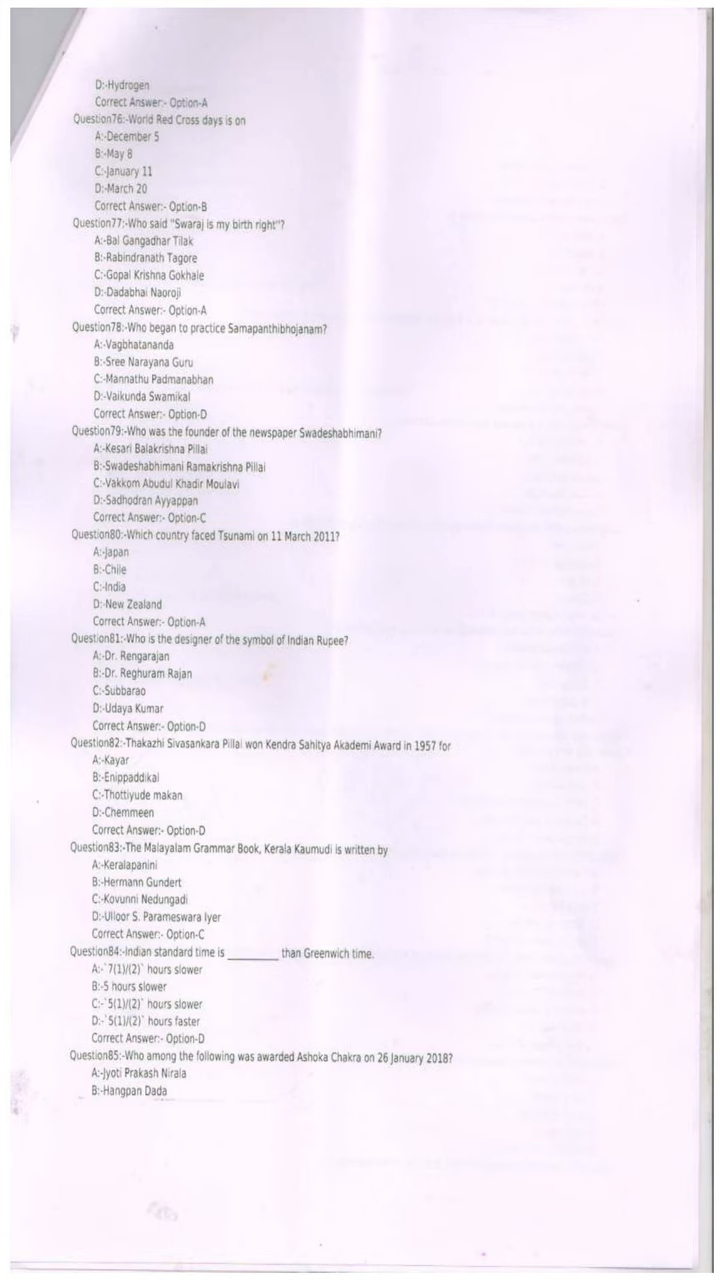 D:-Hydrogen
Correct Answer:- Option-A
Question76:-World Red Cross days is on
A:-December 5
B:-May 8
C:-January 11
D:-March 20
Correct Answer:- Option-B
Question77:-Who said "Swaraj is my birth right"?
A:-Bal Gangadhar Tilak
B:-Rabindranath Tagore
C:-Gopal Krishna Gokhale
D:-Dadabhai Naoroji
Correct Answer:- Option-A
Question78:-Who began to practice Samapanthibhojanam?
A:-Vagbhatananda
B:-Sree Narayana Guru
C:-Mannathu Padmanabhan
D:-Vaikunda Swamikal
Correct Answer:- Option-D
Question79:-Who was the founder of the newspaper Swadeshabhimani?
A:-Kesari Balakrishna Pillai
B:-Swadeshabhimani Ramakrishna Pillai
C:-Vakkom Abudul Khadir Moulavi
D:-Sadhodran Ayyappan
Correct Answer:- Option-C
Question80:-Which country faced Tsunami on 11 March 2011?
A:-Japan
B:-Chile
C:-India
D:-New Zealand
Correct Answer:- Option-A
Question81:-Who is the designer of the symbol of Indian Rupee?
A:-Dr. Rengarajan
B:-Dr. Reghuram Rajan
C:-Subbarao
D:-Udaya Kumar
Correct Answer:- Option-D
Question82:-Thakazhi Sivasankara Pillai won Kendra Sahitya Akademi Award in 1957 for
A:-Kayar
B:-Enippaddikal
C:-Thottiyude makan
D:-Chemmeen
Correct Answer:- Option-D
Question83:-The Malayalam Grammar Book, Kerala Kaumudi is written by
A:-Keralapanini
B:-Hermann Gundert
C:-Kovunni Nedungadi
D:-Ulloor S. Parameswara Iyer
Correct Answer:- Option-C
Question84:-Indian standard time is _________ than Greenwich time.
A:-`7(1)/(2)` hours slower
B:-5 hours slower
C:-`5(1)/(2)` hours slower
D:-`5(1)/(2)` hours faster
Correct Answer:- Option-D
Question85:-Who among the following was awarded Ashoka Chakra on 26 January 2018?
A:-Jyoti Prakash Nirala
B:-Hangpan Dada